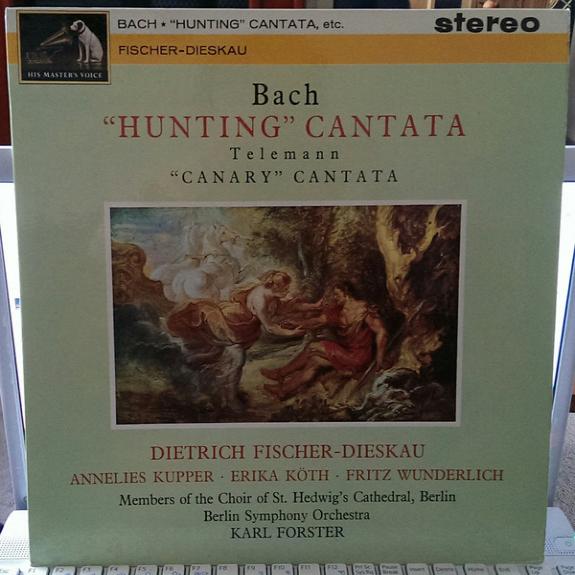 BACH ★ "HUNTING" CANTATA, etc.
stereo
HIS MASTER'S VOICE
FISCHER-DIESKAU
Bach
"HUNTING" CANTATA
Telemann
"CANARY" CANTATA
DIETRICH FISCHER-DIESKAU
ANNELIES KUPPER · ERIKA KÖTH · FRITZ WUNDERLICH
Members of the Choir of St. Hedwig's Cathedral, Berlin
Berlin Symphony Orchestra
KARL FORSTER